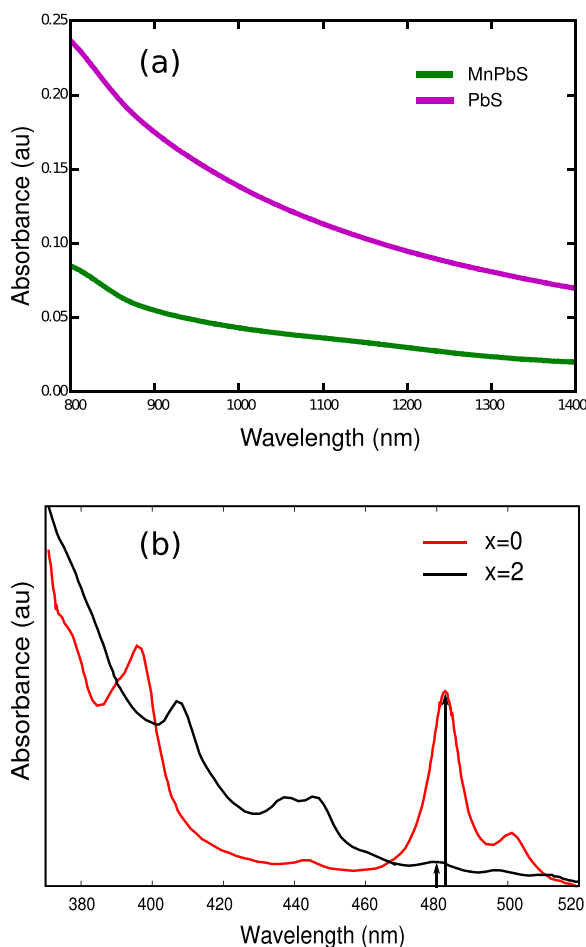 0.25
(a)
MnPbS
PbS
0.20
0.15
0.10
0.05
0.00
Absorbance (au)
800 900 1000 1100 1200 1300 1400
Wavelength (nm)
(b)
x=0
x=2
Absorbance (au)
380 400 420 440 460 480 500 520
Wavelength (nm)